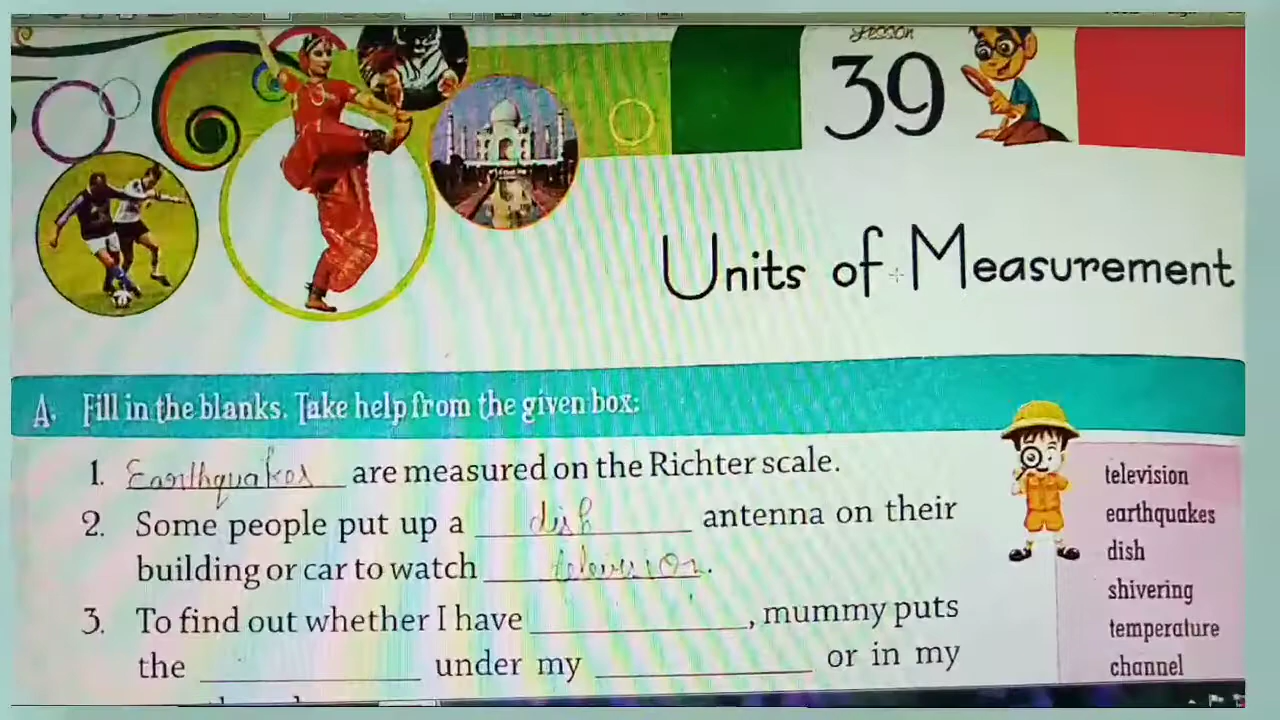 Lesson
39
Units of Measurement
A. Fill in the blanks. Take help from the given box:
1. Earthquakes are measured on the Richter scale.
2. Some people put up a dish antenna on their
building or car to watch television.
3. To find out whether I have ____________, mummy puts
the ____________ under my ____________ or in my
television
earthquakes
dish
shivering
temperature
channel